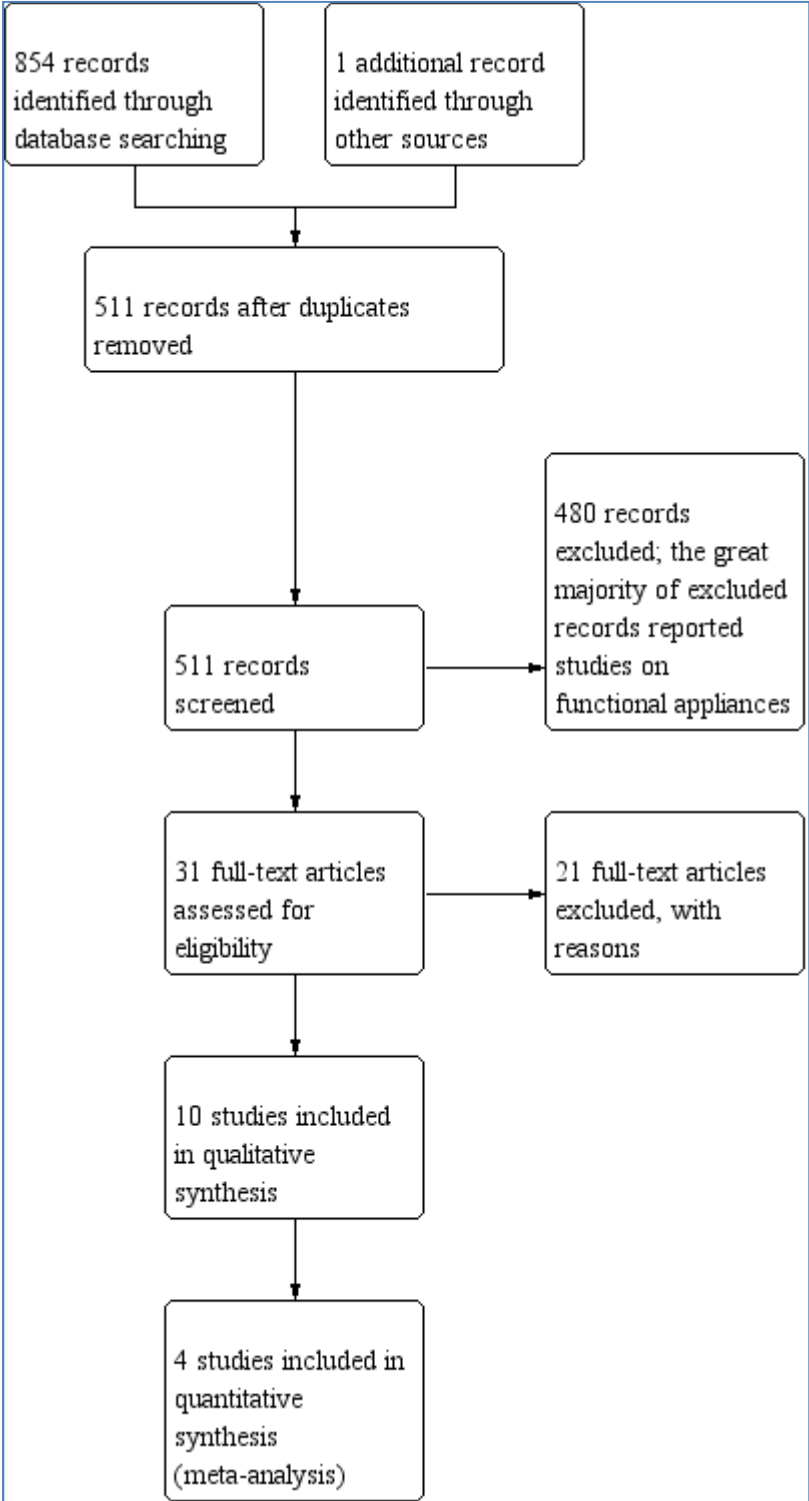 854 records
identified through
database searching
1 additional record
identified through
other sources
511 records after duplicates
removed
480 records
excluded; the great
majority of excluded
records reported
studies on
functional appliances
511 records
screened
31 full-text articles
assessed for
eligibility
21 full-text articles
excluded, with
reasons
10 studies included
in qualitative
synthesis
4 studies included in
quantitative
synthesis
(meta-analysis)